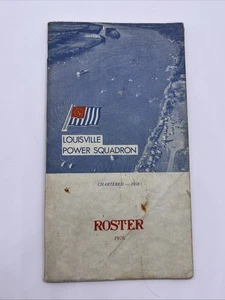 LOUISVILLE
POWER SQUADRON
CHARTERED —
ROSTER